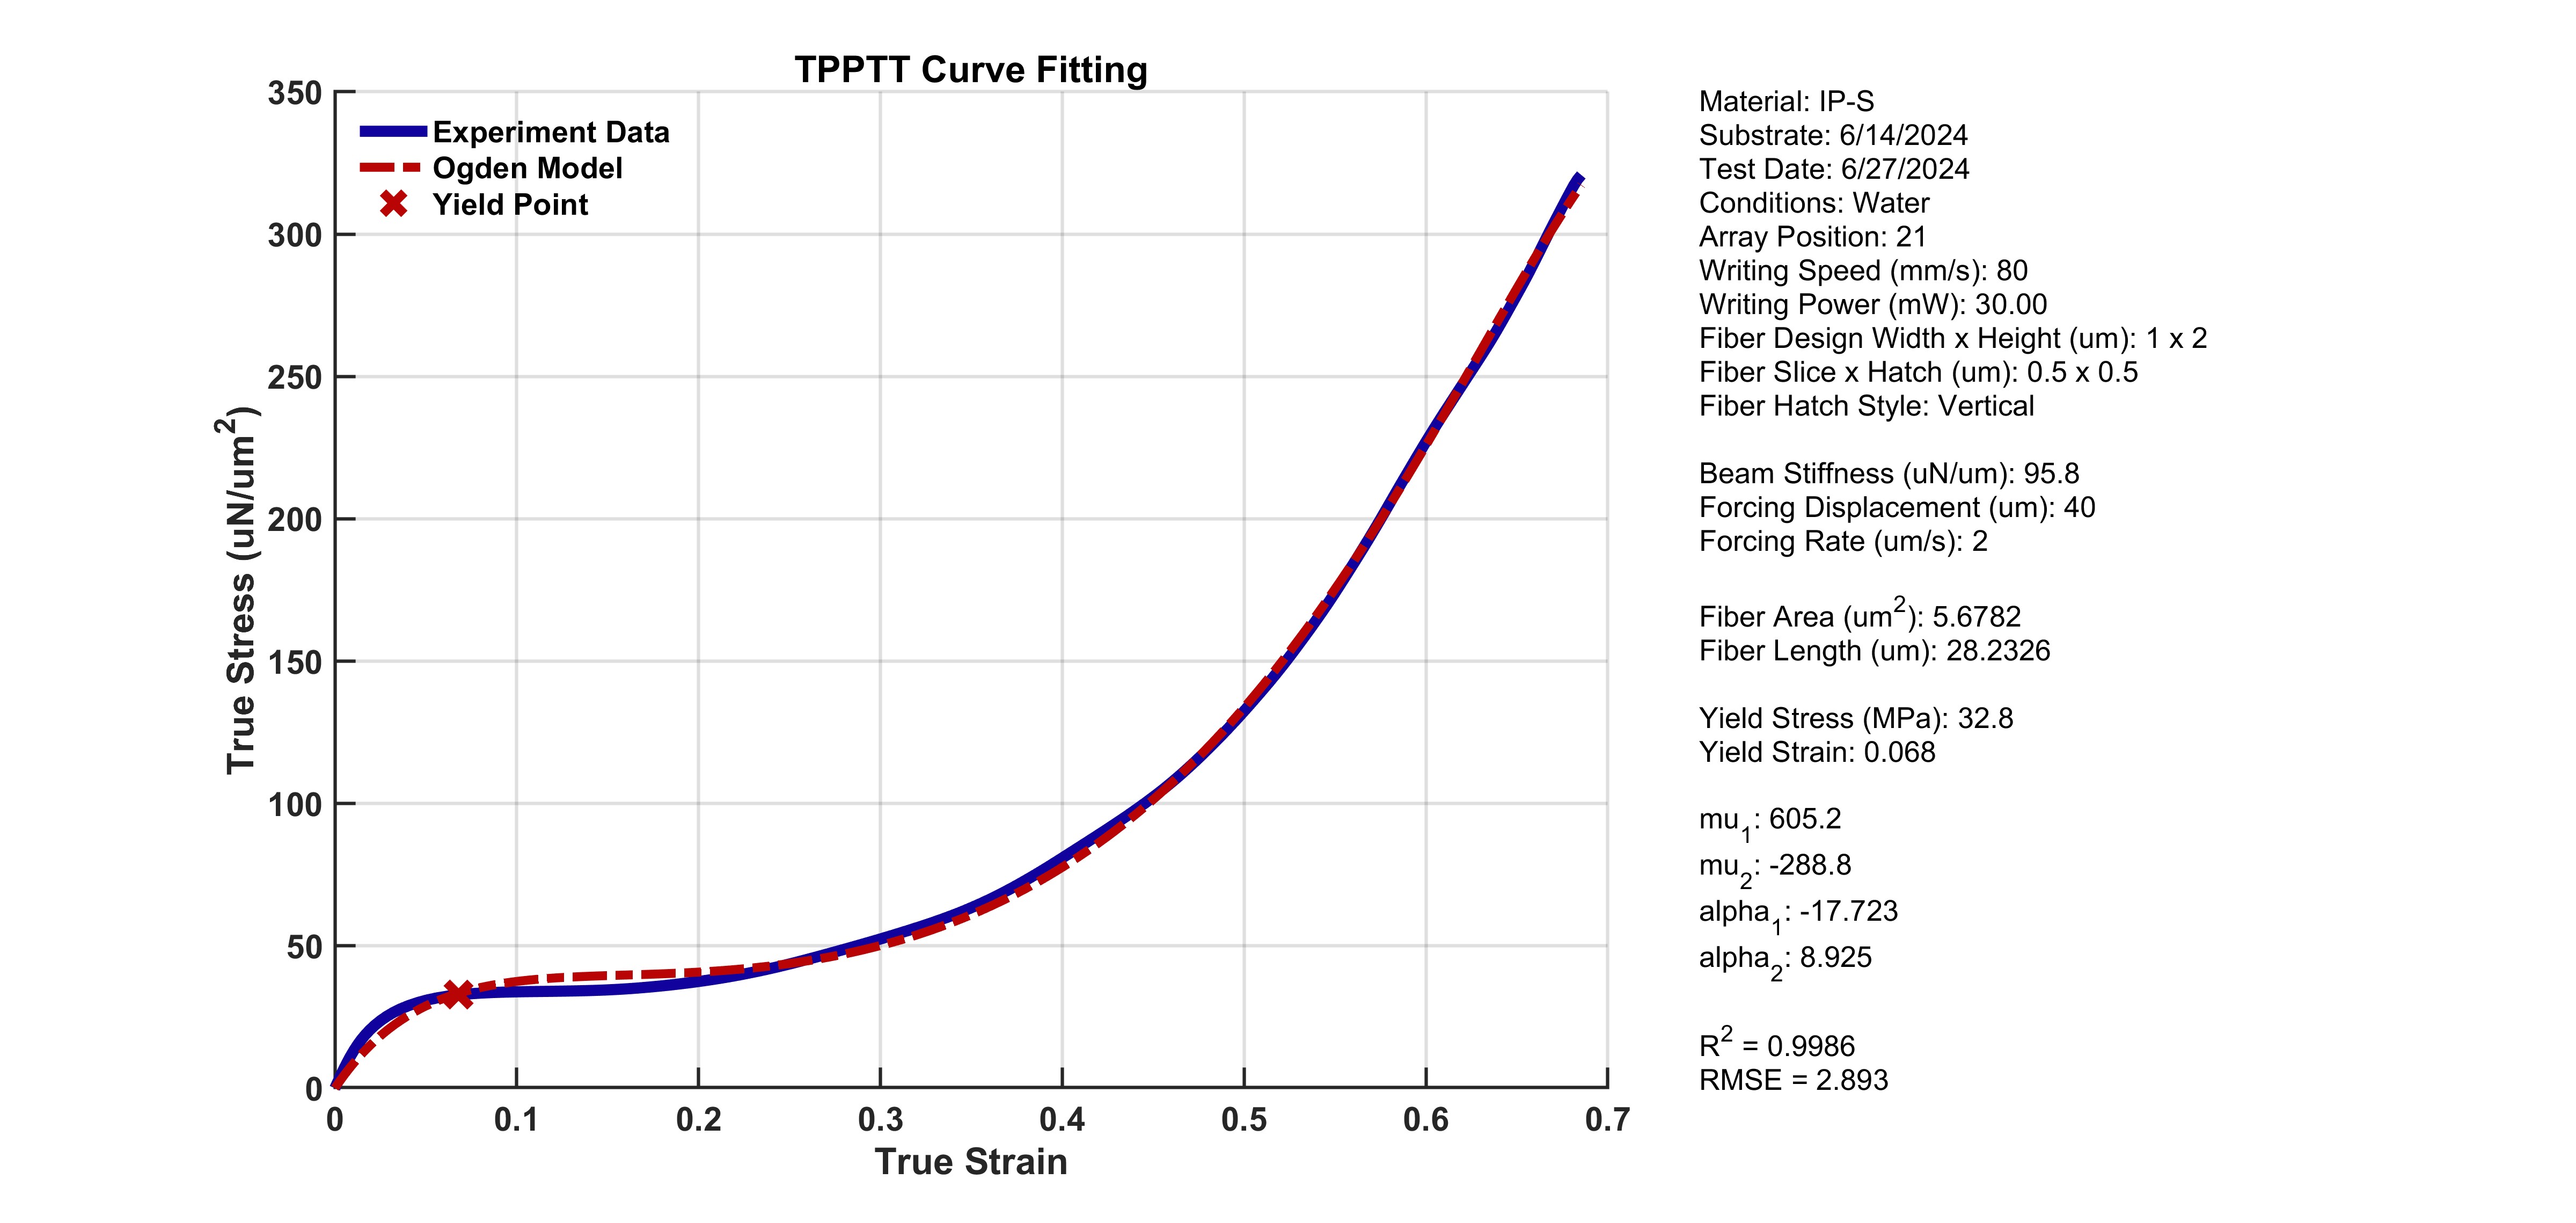 TPPTT Curve Fitting
Experiment Data
Ogden Model
Yield Point
350
300
250
200
150
100
50
0
True Stress (uN/um²)
0 0.1 0.2 0.3 0.4 0.5 0.6 0.7
True Strain
Material: IP-S
Substrate: 6/14/2024
Test Date: 6/27/2024
Conditions: Water
Array Position: 21
Writing Speed (mm/s): 80
Writing Power (mW): 30.00
Fiber Design Width x Height (um): 1 x 2
Fiber Slice x Hatch (um): 0.5 x 0.5
Fiber Hatch Style: Vertical
Beam Stiffness (uN/um): 95.8
Forcing Displacement (um): 40
Forcing Rate (um/s): 2
Fiber Area (um²): 5.6782
Fiber Length (um): 28.2326
Yield Stress (MPa): 32.8
Yield Strain: 0.068
mu₁: 605.2
mu₂: -288.8
alpha₁: -17.723
alpha₂: 8.925
R² = 0.9986
RMSE = 2.893